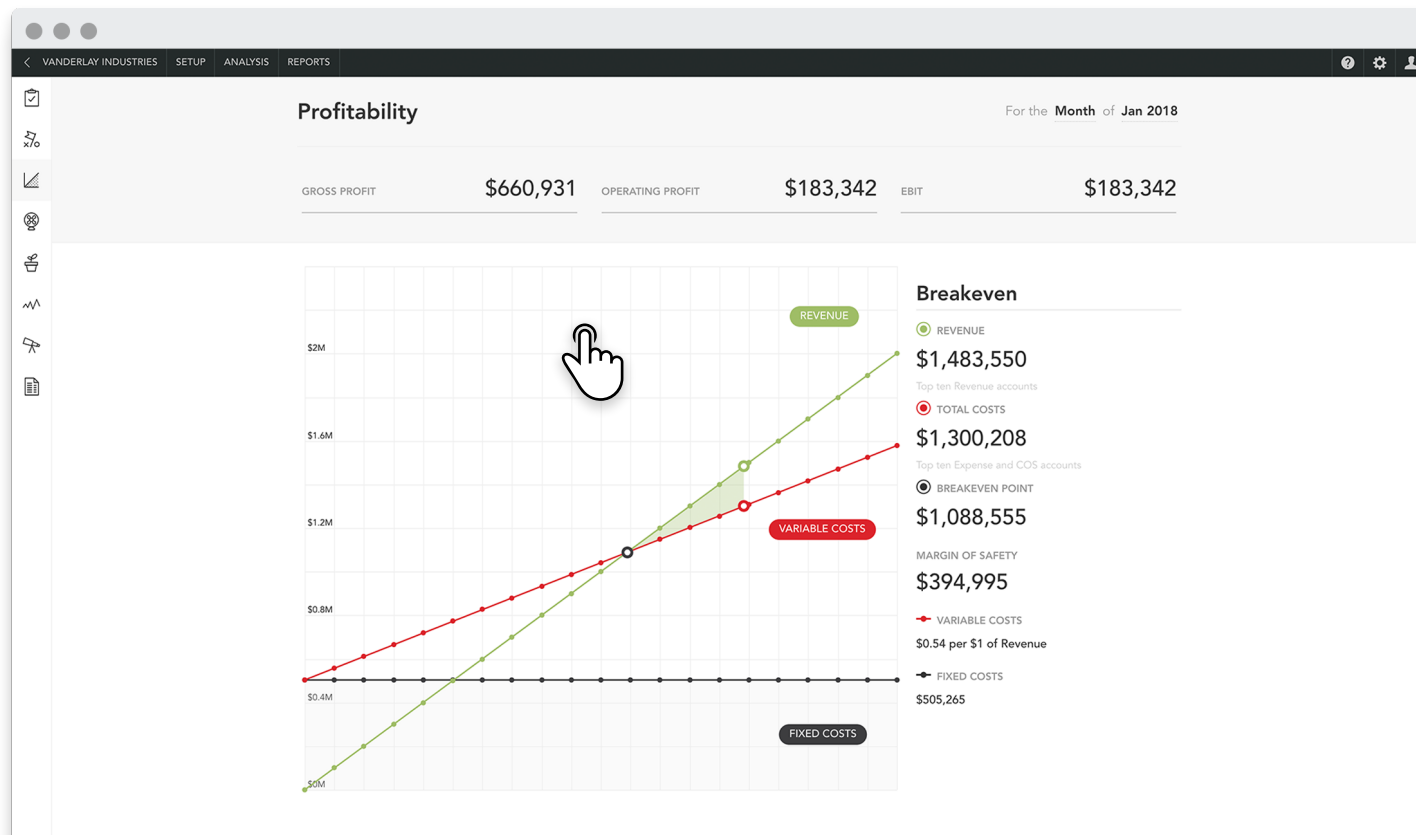 VANDERLAY INDUSTRIES SETUP ANALYSIS REPORTS ?
Profitability
For the Month of Jan 2018
GROSS PROFIT $660,931 OPERATING PROFIT $183,342 EBIT $183,342
REVENUE
$2M
$1.6M
$1.2M
VARIABLE COSTS
$0.8M
$0.4M
FIXED COSTS
$0M
Breakeven
REVENUE
$1,483,550
Top ten Revenue accounts
TOTAL COSTS
$1,300,208
Top ten Expense and COS accounts
BREAKEVEN POINT
$1,088,555
MARGIN OF SAFETY
$394,995
VARIABLE COSTS
$0.54 per $1 of Revenue
FIXED COSTS
$505,265